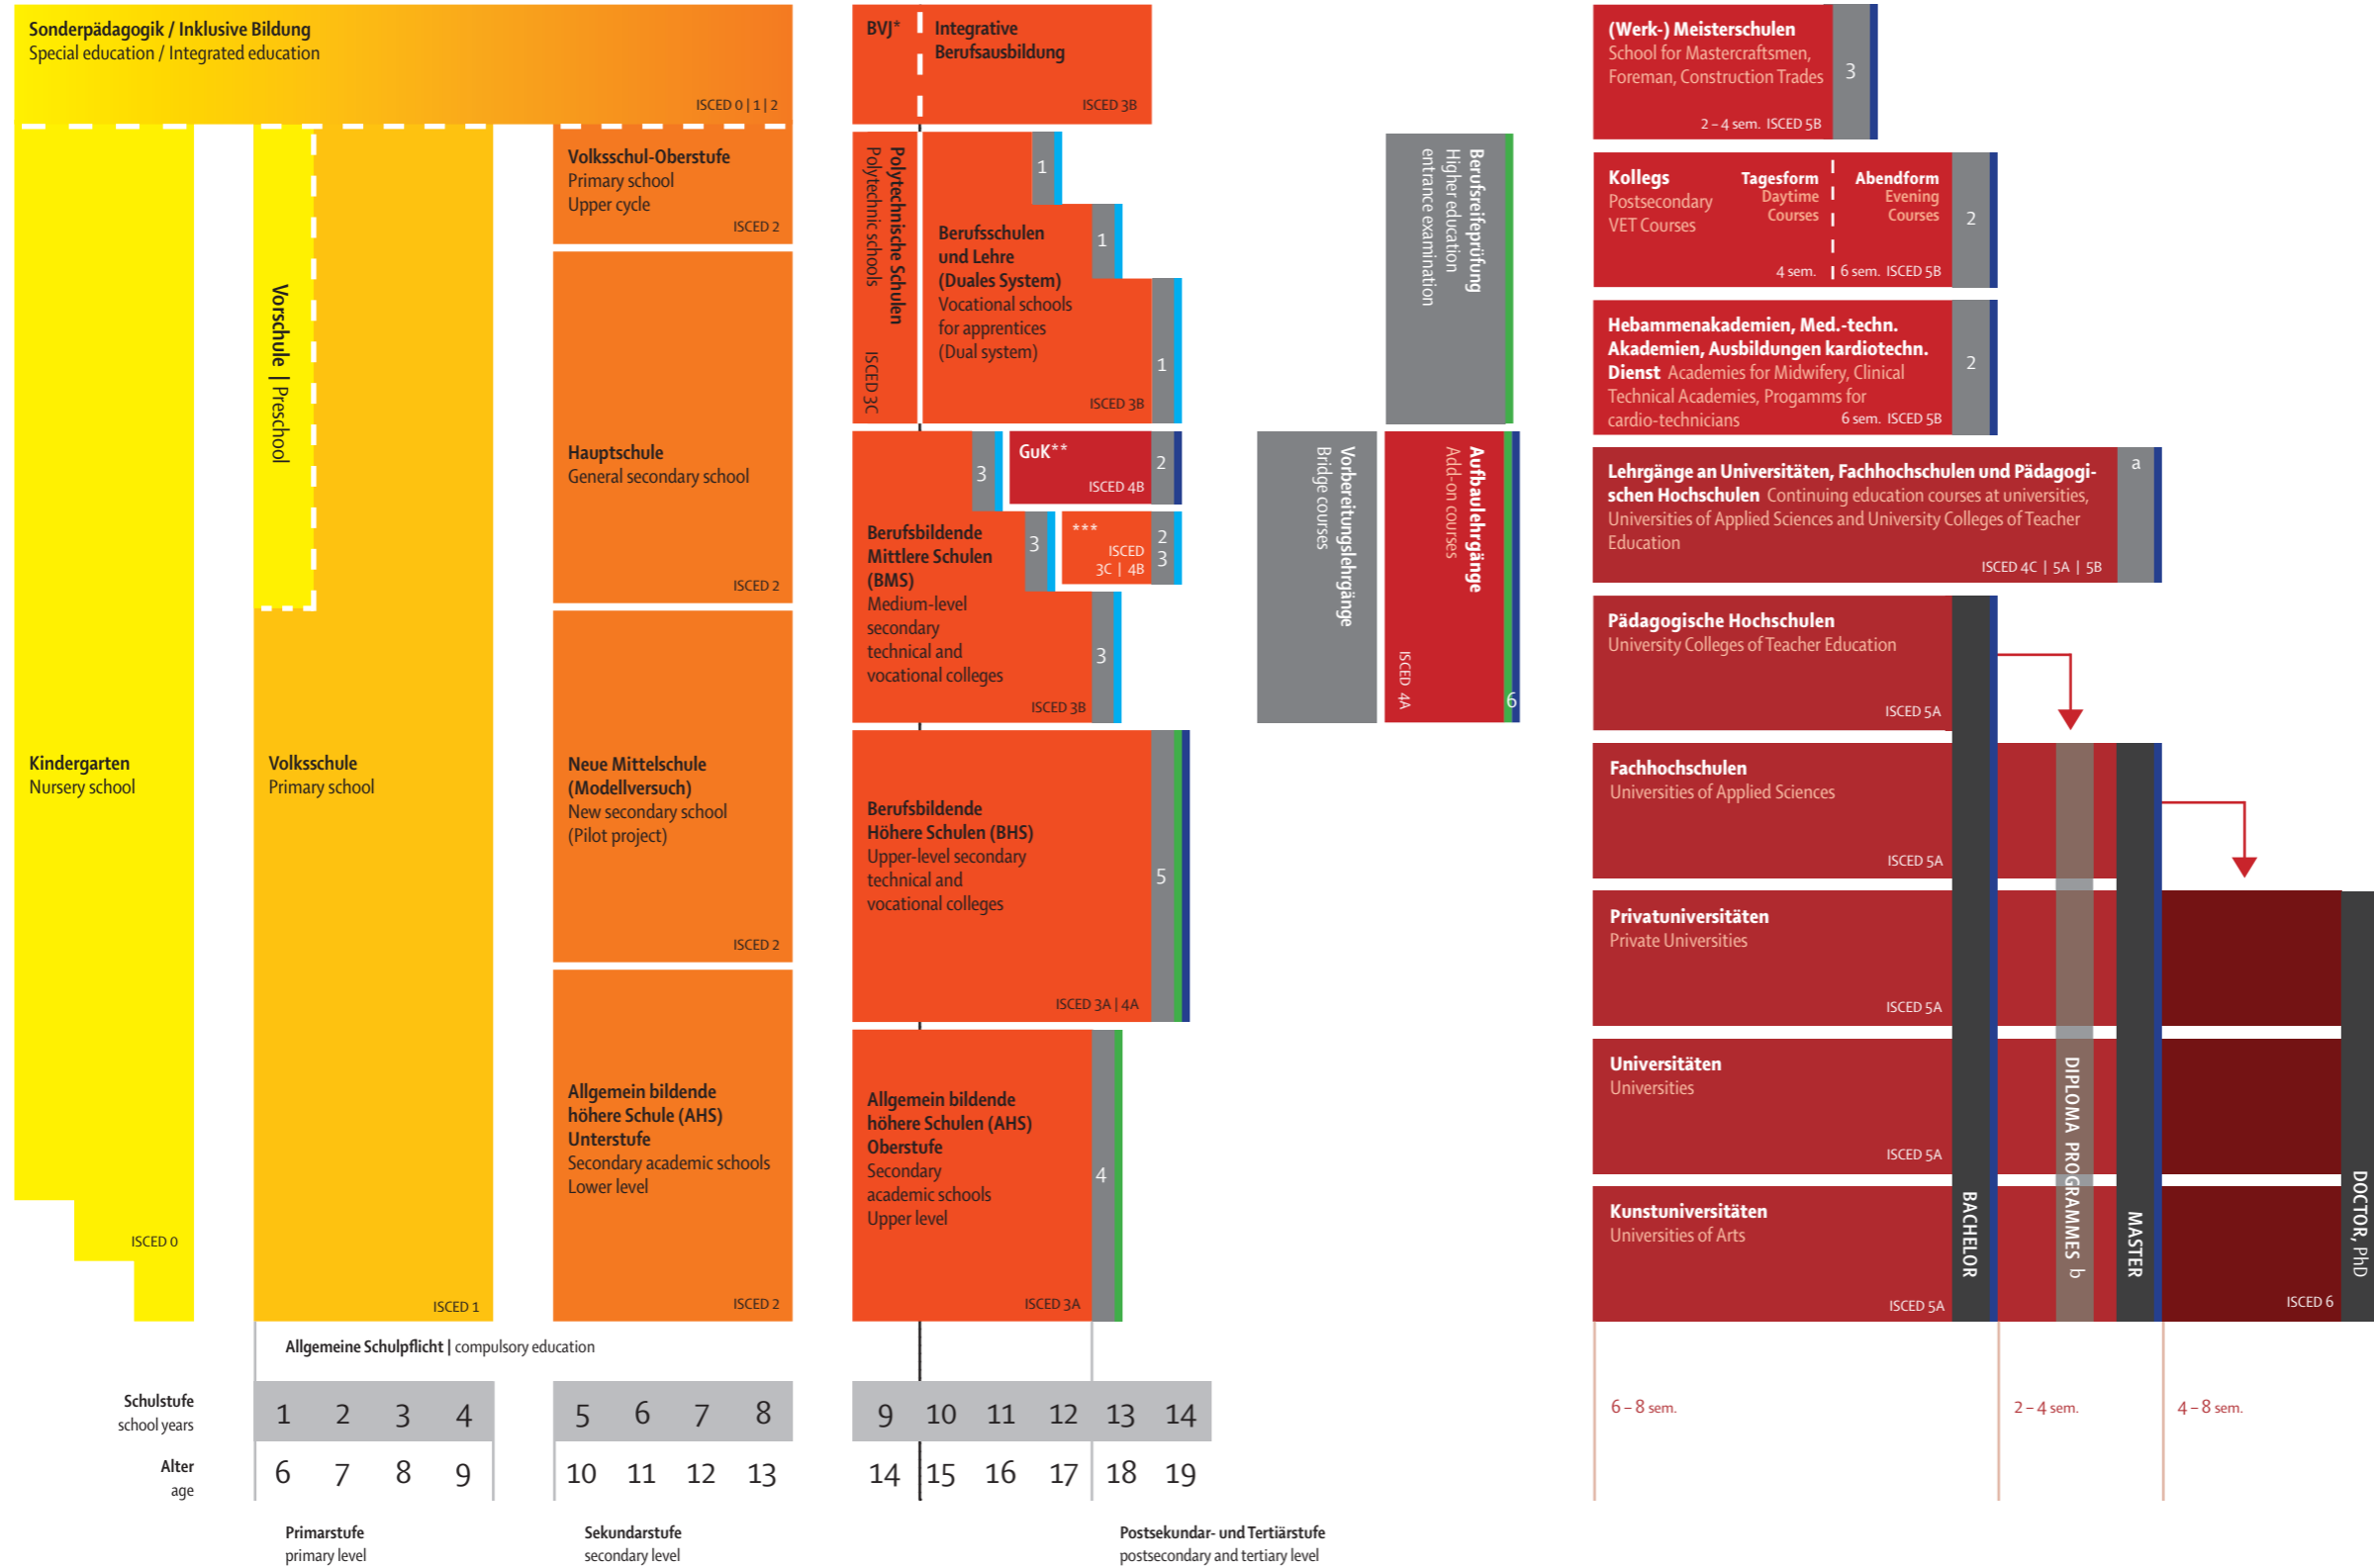 Sonderpädagogik / Inklusive Bildung
Special education / Integrated education
ISCED 0 | 1 | 2
Kindergarten
Nursery school
ISCED 0
Vorschule | Preschool
Volksschule
Primary school
ISCED 1
Volksschul-Oberstufe
Primary school
Upper cycle
ISCED 2
Hauptschule
General secondary school
ISCED 2
Neue Mittelschule
(Modellversuch)
New secondary school
(Pilot project)
ISCED 2
Allgemein bildende
höhere Schule (AHS)
Unterstufe
Secondary academic schools
Lower level
ISCED 2
BVJ*
Integrative
Berufsausbildung
ISCED 3B
Polytechnische Schulen
Polytechnic schools
ISCED 3C
1
1
Berufsschulen
und Lehre
(Duales System)
Vocational schools
for apprentices
(Dual system)
1
ISCED 3B
3
GuK**
2
ISCED 4B
Berufsbildende
Mittlere Schulen
(BMS)
Medium-level
secondary
technical and
vocational colleges
3
***
ISCED
3C | 4B
2
3
3
ISCED 3B
Berufsbildende
Höhere Schulen (BHS)
Upper-level secondary
technical and
vocational colleges
5
ISCED 3A | 4A
Allgemein bildende
höhere Schulen (AHS)
Oberstufe
Secondary
academic schools
Upper level
4
ISCED 3A
Berufsreifeprüfung
Higher education
entrance examination
Vorbereitungslehrgänge
Bridge courses
Aufbaulehrgänge
Add-on courses
ISCED 4A
6
(Werk-) Meisterschulen
School for Mastercraftsmen,
Foreman, Construction Trades
3
2 – 4 sem. ISCED 5B
Kollegs
Postsecondary
VET Courses
Tagesform
Daytime
Courses
4 sem.
Abendform
Evening
Courses
6 sem. ISCED 5B
2
Hebammenakademien, Med.-techn.
Akademien, Ausbildungen kardiotechn.
Dienst Academies for Midwifery, Clinical
Technical Academies, Progamms for
cardio-technicians
6 sem. ISCED 5B
2
Lehrgänge an Universitäten, Fachhochschulen und Pädagogi-
schen Hochschulen Continuing education courses at universities,
Universities of Applied Sciences and University Colleges of Teacher
Education
ISCED 4C | 5A | 5B
a
Pädagogische Hochschulen
University Colleges of Teacher Education
ISCED 5A
Fachhochschulen
Universities of Applied Sciences
ISCED 5A
Privatuniversitäten
Private Universities
ISCED 5A
Universitäten
Universities
ISCED 5A
Kunstuniversitäten
Universities of Arts
ISCED 5A
BACHELOR
DIPLOMA PROGRAMMES b
MASTER
ISCED 6
DOCTOR, PhD
Allgemeine Schulpflicht | compulsory education
Schulstufe
school years
1 2 3 4 5 6 7 8 9 10 11 12 13 14
6 – 8 sem.
2 – 4 sem.
4 – 8 sem.
Alter
age
6 7 8 9 10 11 12 13 14 15 16 17 18 19
Primarstufe
primary level
Sekundarstufe
secondary level
Postsekundar- und Tertiärstufe
postsecondary and tertiary level